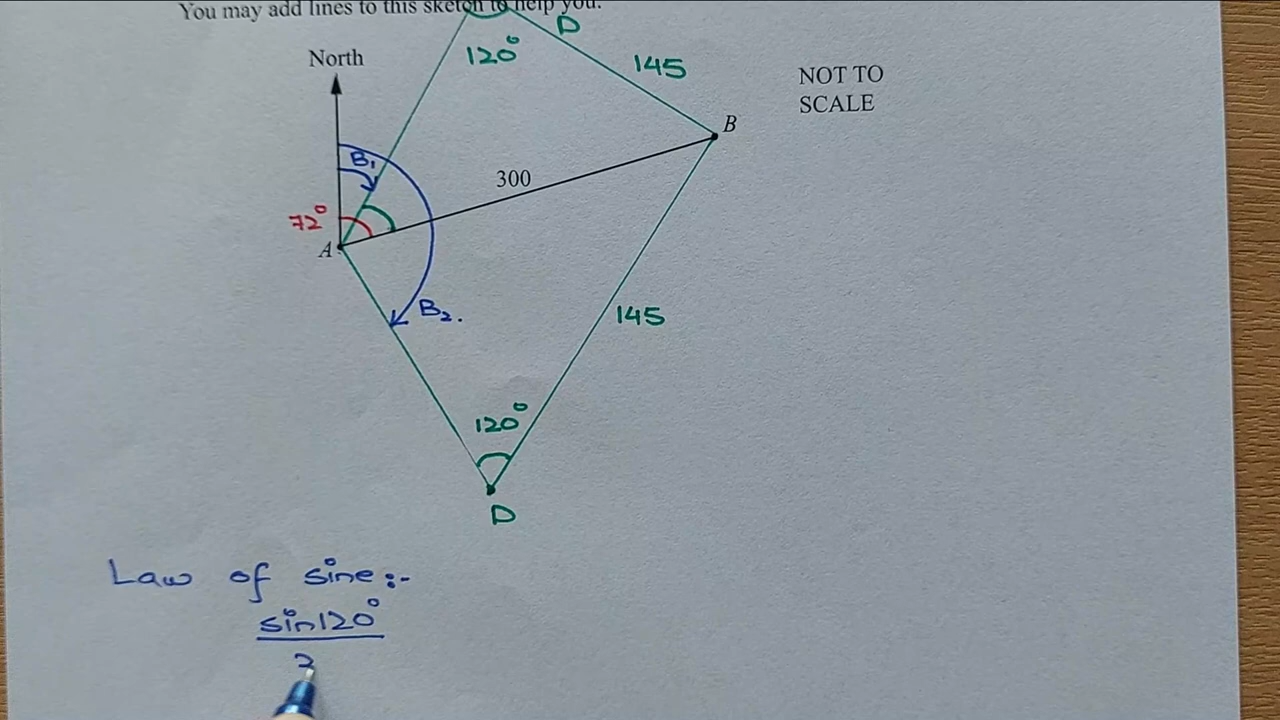 You may add lines to this sketch to help you.
D
120°
145
North
NOT TO
SCALE
B
B₁
300
72°
A
B₂.
145
120°
D
Law of sine:-
sin120°
3